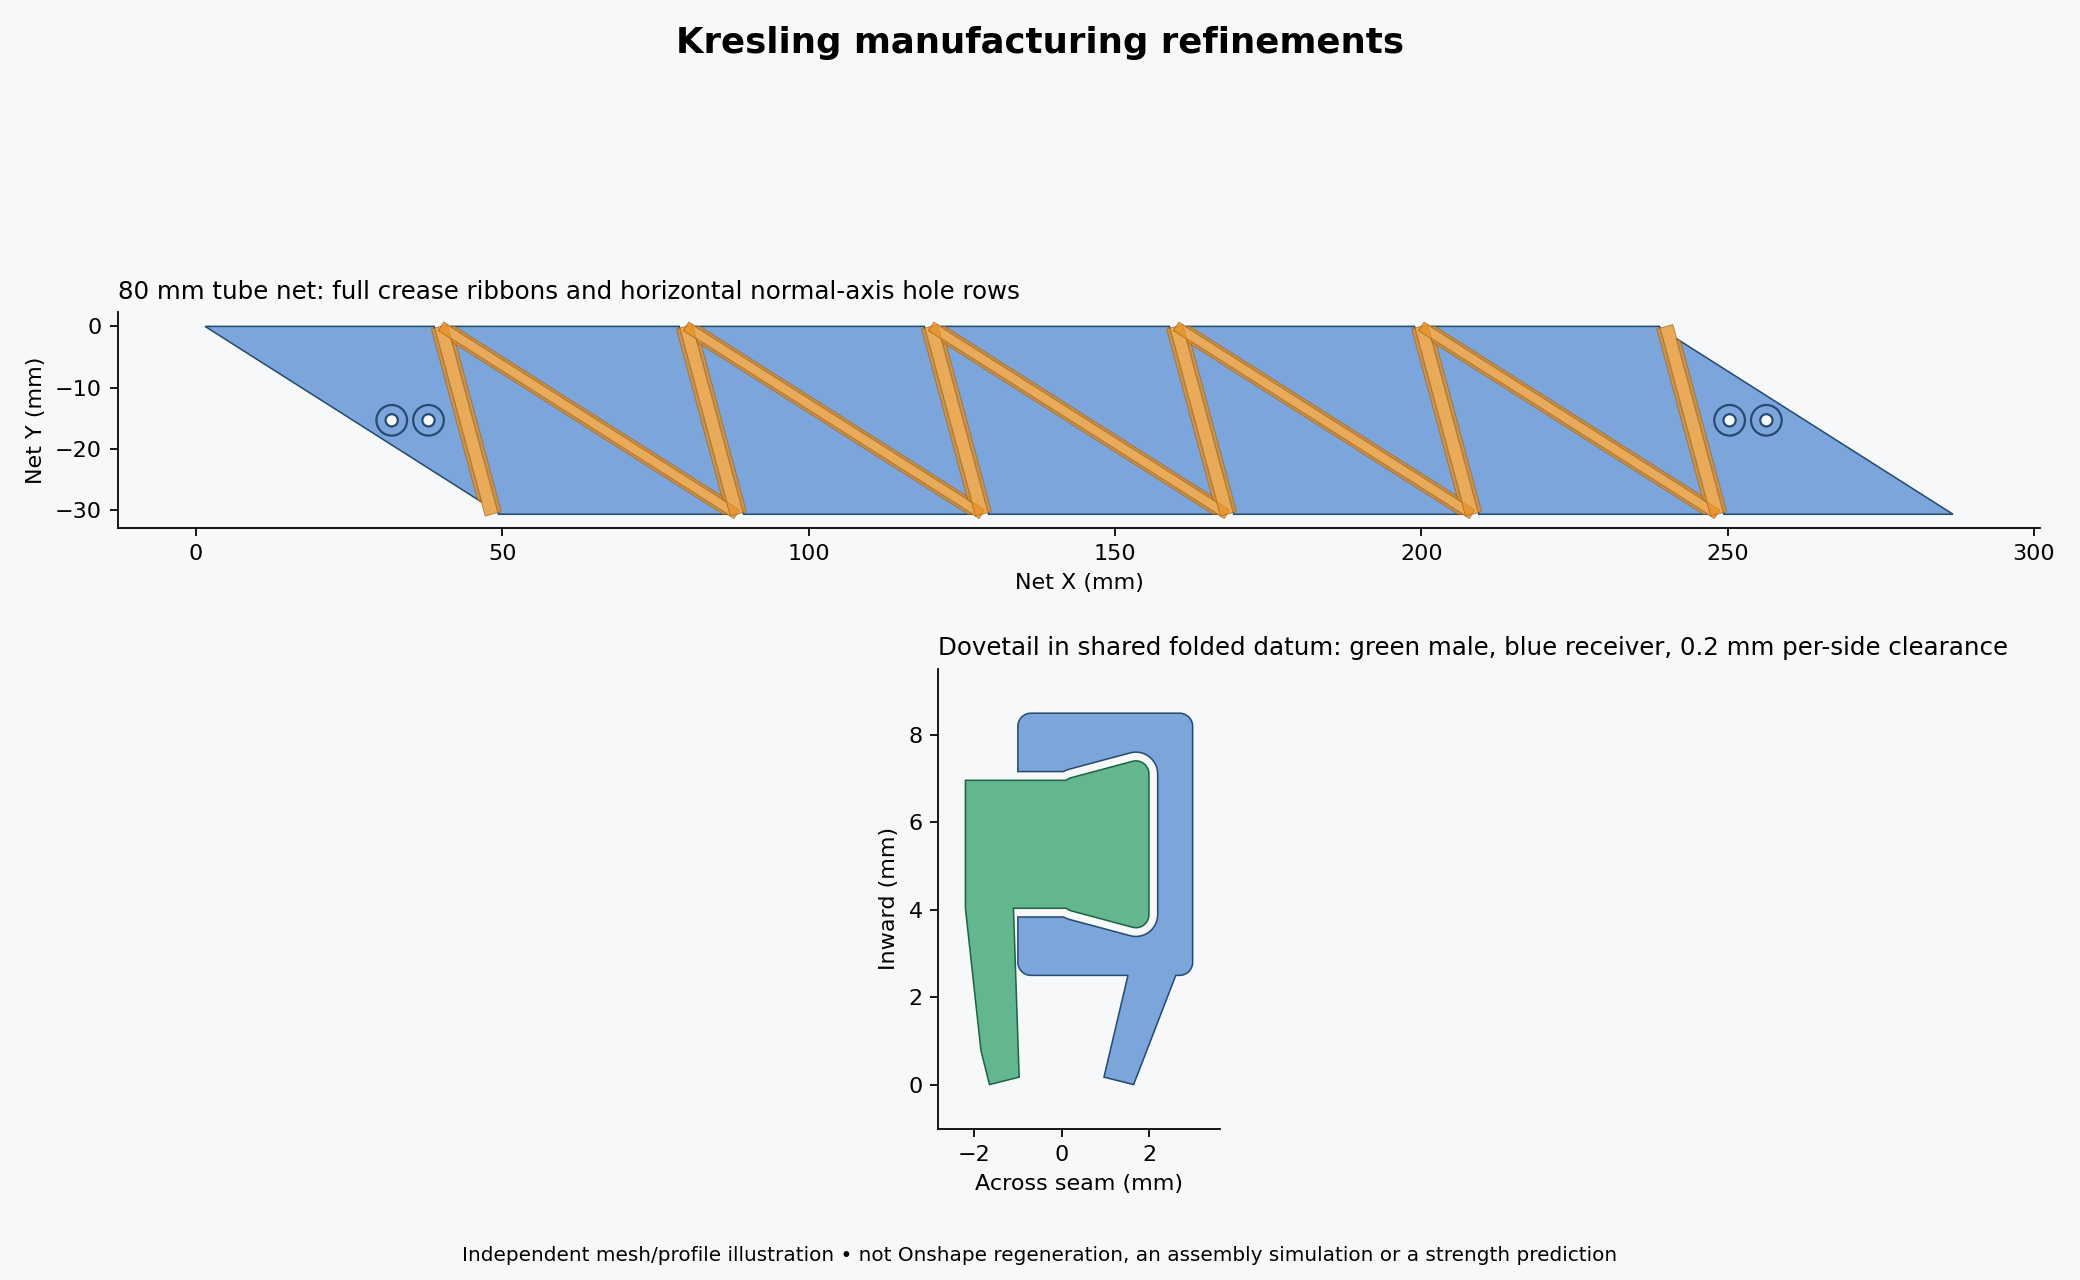 Kresling manufacturing refinements
80 mm tube net: full crease ribbons and horizontal normal-axis hole rows
0
−10
−20
−30
Net Y (mm)
0
50
100
150
200
250
300
Net X (mm)
Dovetail in shared folded datum: green male, blue receiver, 0.2 mm per-side clearance
8
6
4
2
0
Inward (mm)
−2
0
2
Across seam (mm)
Independent mesh/profile illustration • not Onshape regeneration, an assembly simulation or a strength prediction